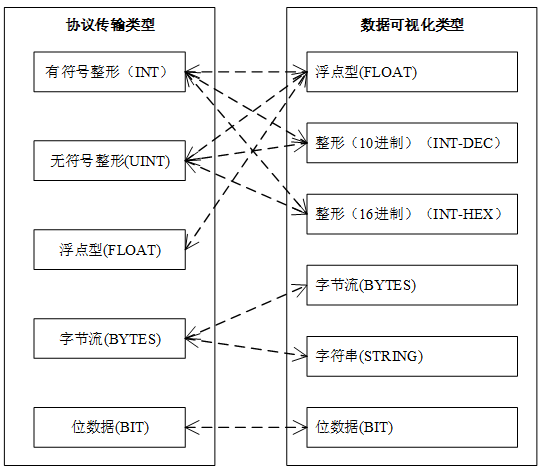 协议传输类型
有符号整形（INT）
无符号整形(UINT)
浮点型(FLOAT)
字节流(BYTES)
位数据(BIT)
数据可视化类型
浮点型(FLOAT)
整形（10进制）（INT-DEC）
整形（16进制）（INT-HEX）
字节流(BYTES)
字符串(STRING)
位数据(BIT)